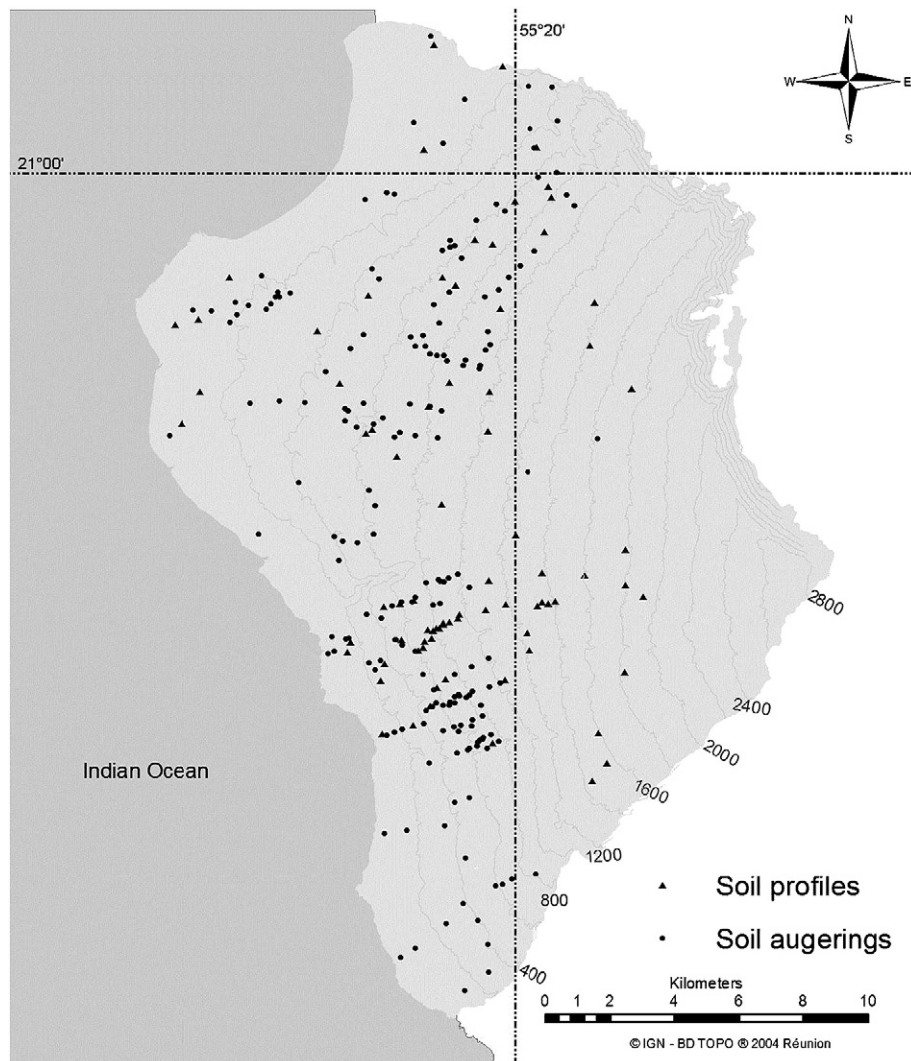 55°20'
N
W
E
S
21°00'
2800
2400
2000
1600
1200
800
400
Indian Ocean
Soil profiles
Soil augerings
Kilometers
0 1 2 4 6 8 10
© IGN - BD TOPO ® 2004 Réunion